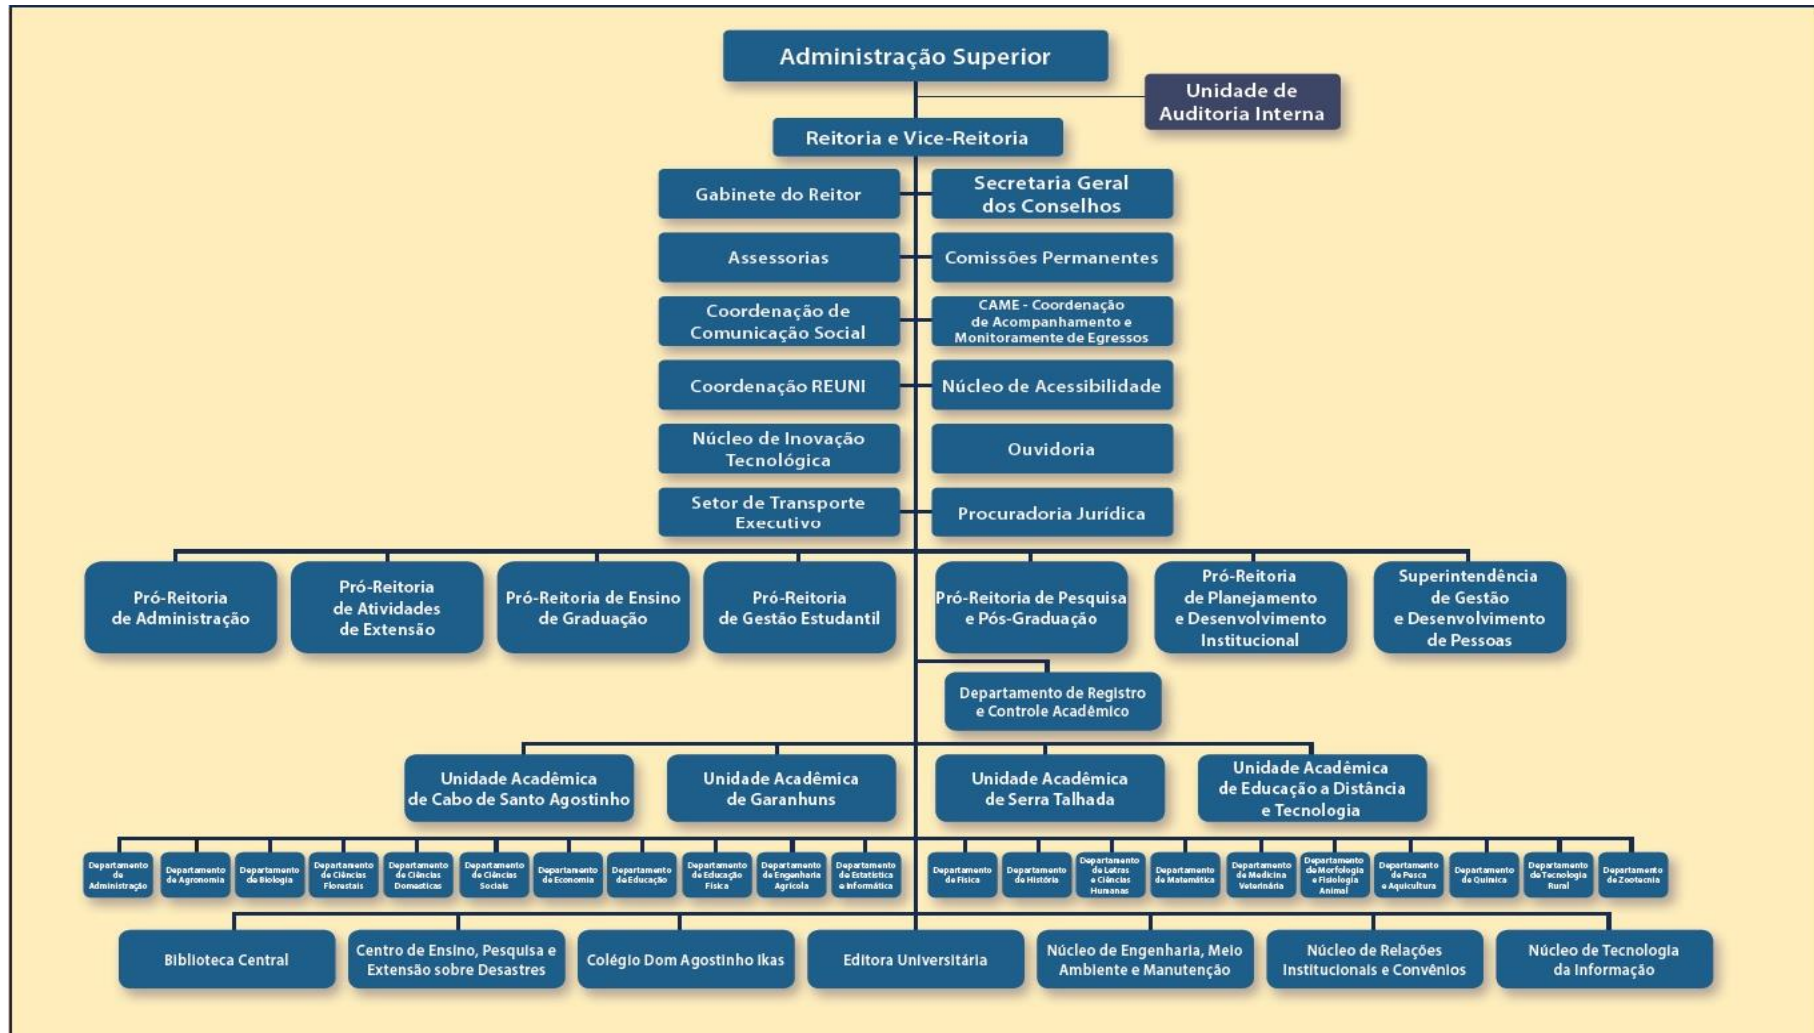 Administração Superior
Unidade de
Auditoria Interna
Reitoria e Vice-Reitoria
Gabinete do Reitor
Secretaria Geral
dos Conselhos
Assessorias
Comissões Permanentes
Coordenação de
Comunicação Social
CAME - Coordenação
de Acompanhamento e
Monitoramente de Egressos
Coordenação REUNI
Núcleo de Acessibilidade
Núcleo de Inovação
Tecnológica
Ouvidoria
Setor de Transporte
Executivo
Procuradoria Jurídica
Pró-Reitoria
de Administração
Pró-Reitoria
de Atividades
de Extensão
Pró-Reitoria de Ensino
de Graduação
Pró-Reitoria
de Gestão Estudantil
Pró-Reitoria de Pesquisa
e Pós-Graduação
Pró-Reitoria
de Planejamento
e Desenvolvimento
Institucional
Superintendência
de Gestão
e Desenvolvimento
de Pessoas
Departamento de Registro
e Controle Acadêmico
Unidade Acadêmica
de Cabo de Santo Agostinho
Unidade Acadêmica
de Garanhuns
Unidade Acadêmica
de Serra Talhada
Unidade Acadêmica
de Educação a Distância
e Tecnologia
Departamento
de
Administração
Departamento
de Agronomia
Departamento
de Biologia
Departamento
de Ciências
Florestais
Departamento
de Ciências
Domesticas
Departamento
de Ciências
Sociais
Departamento
de Economia
Departamento
de Educação
Departamento
de Educação
Física
Departamento
de Engenharia
Agrícola
Departamento
de Estatística
e Informática
Departamento
de Física
Departamento
de História
Departamento
de Letras
e Ciências
Humanas
Departamento
de Matemática
Departamento
de Medicina
Veterinária
Departamento
de Morfologia
e Fisiologia
Animal
Departamento
de Pesca
e Aquicultura
Departamento
de Química
Departamento
de Tecnologia
Rural
Departamento
de Zootecnia
Biblioteca Central
Centro de Ensino, Pesquisa e
Extensão sobre Desastres
Colégio Dom Agostinho Ikas
Editora Universitária
Núcleo de Engenharia, Meio
Ambiente e Manutenção
Núcleo de Relações
Institucionais e Convênios
Núcleo de Tecnologia
da Informação